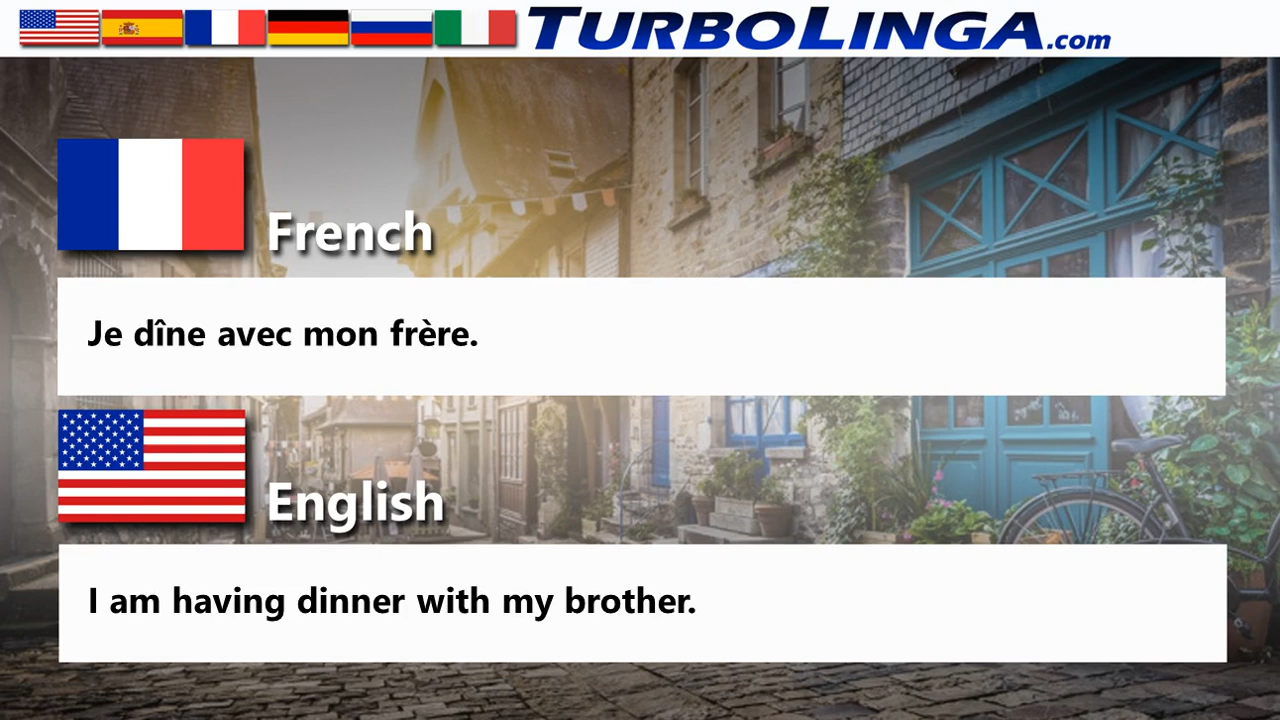 TURBOLINGA.com
French
Je dîne avec mon frère.
English
I am having dinner with my brother.